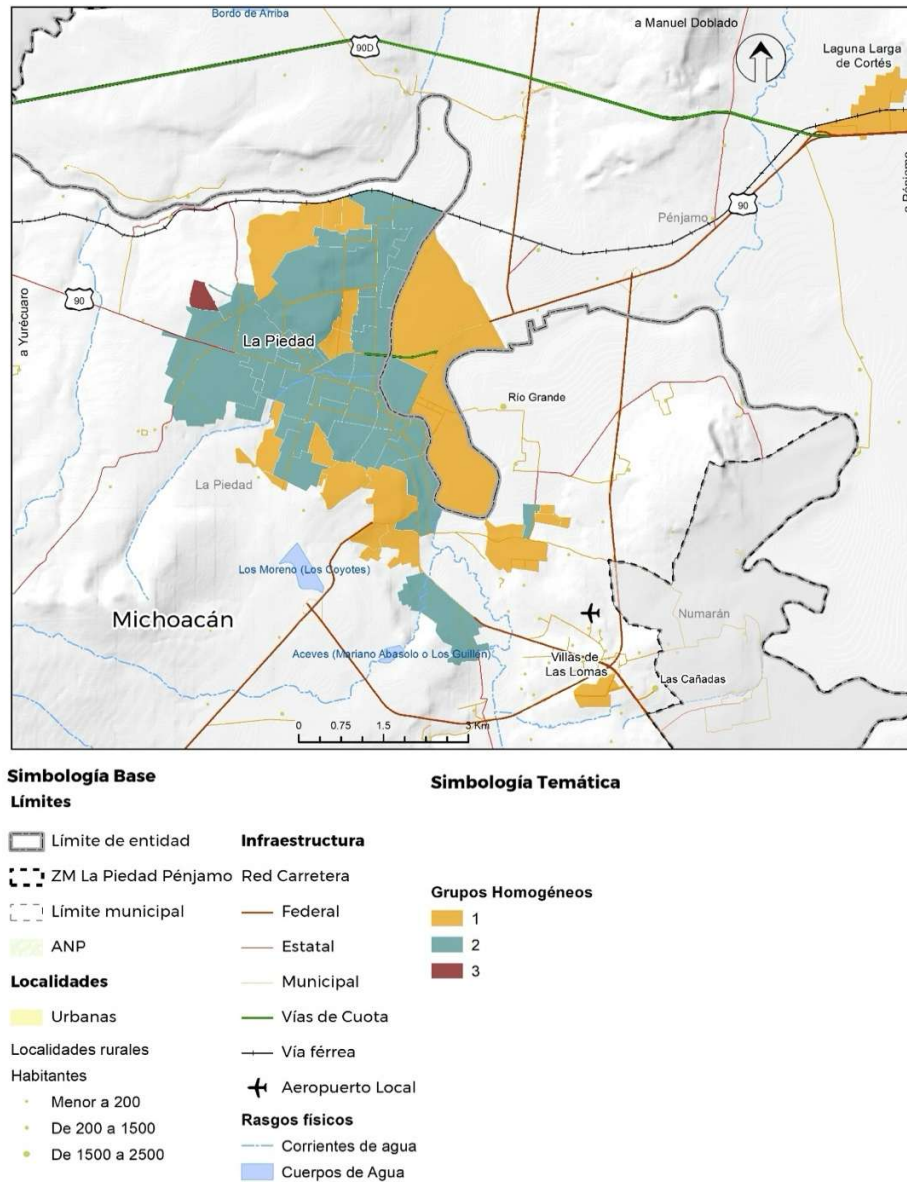 Bordo de Arriba
a Manuel Doblado
90D
Laguna Larga
de Cortés
a Pénjamo
Pénjamo
90
90
a Yurécuaro
La Piedad
Río Grande
La Piedad
Los Moreno (Los Coyotes)
Michoacán
Numarán
Aceves (Mariano Abasolo o Los Guillén)
Villas de
Las Lomas
Las Cañadas
0 0.75 1.5 3 Km
Simbología Base
Límites
Límite de entidad
ZM La Piedad Pénjamo
Límite municipal
ANP
Localidades
Urbanas
Localidades rurales
Habitantes
Menor a 200
De 200 a 1500
De 1500 a 2500
Infraestructura
Red Carretera
Federal
Estatal
Municipal
Vías de Cuota
Vía férrea
Aeropuerto Local
Rasgos físicos
Corrientes de agua
Cuerpos de Agua
Simbología Temática
Grupos Homogéneos
1
2
3